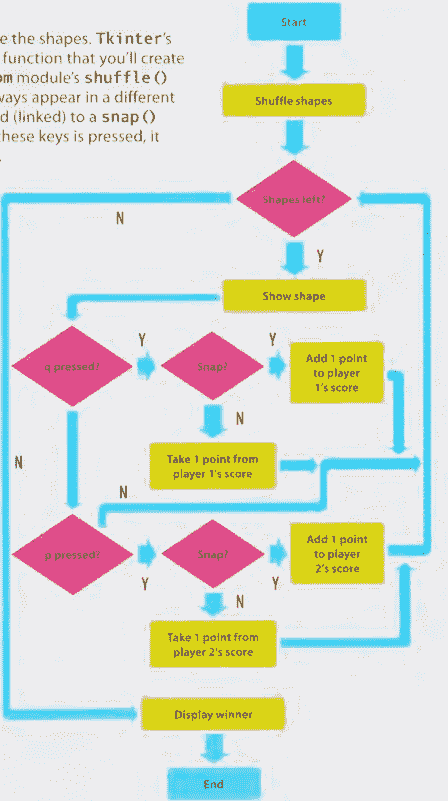 Start
e the shapes. Tkinter's
function that you'll create
om module's shuffle()
ways appear in a different
d (linked) to a snap()
these keys is pressed, it
Shuffle shapes
Shapes left?
N
Y
Show shape
q pressed?
Y
Snap?
Y
Add 1 point
to player
1's score
N
Take 1 point from
player 1's score
N
N
p pressed?
Y
Snap?
Y
Add 1 point
to player
2's score
N
Take 1 point from
player 2's score
Display winner
End